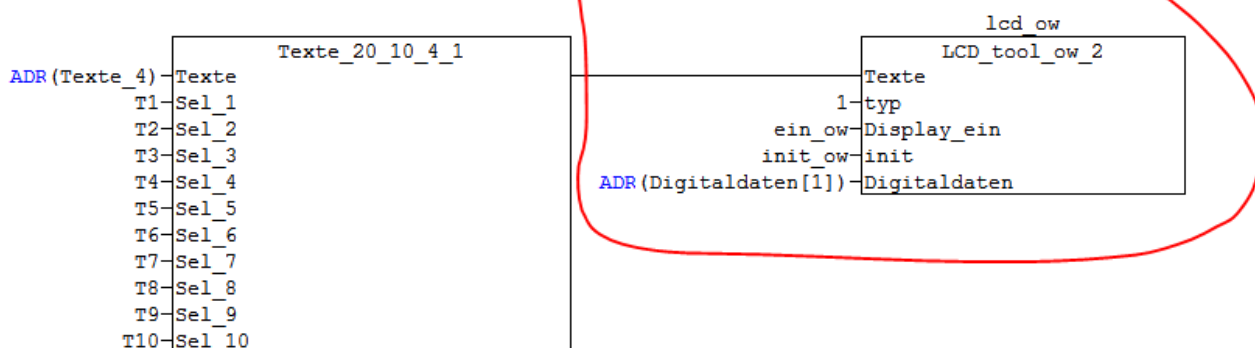 lcd_ow
Texte_20_10_4_1
LCD_tool_ow_2
ADR(Texte_4) Texte
Texte
T1 Sel_1
1 typ
T2 Sel_2
ein_ow Display_ein
T3 Sel_3
init_ow init
T4 Sel_4
ADR(Digitaldaten[1]) Digitaldaten
T5 Sel_5
T6 Sel_6
T7 Sel_7
T8 Sel_8
T9 Sel_9
T10 Sel_10